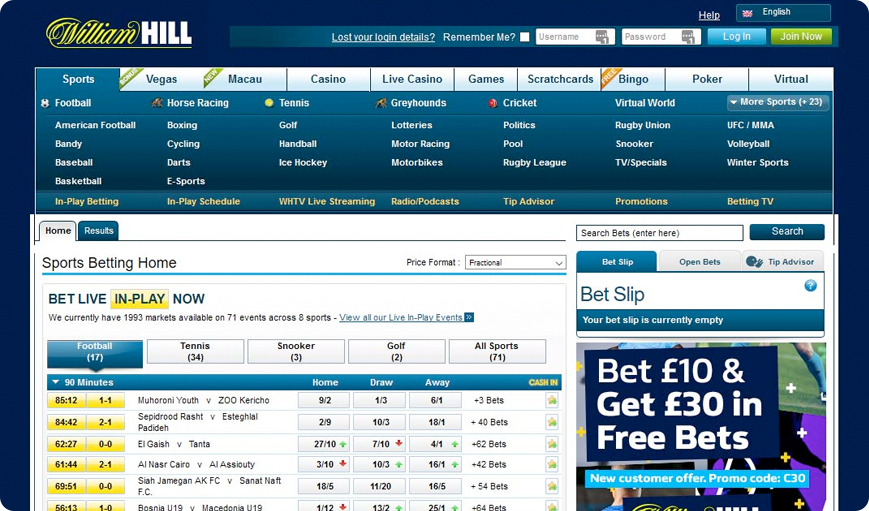 William HILL
Help
English
Lost your login details? Remember Me? Username Password Log In Join Now
Sports Vegas Macau Casino Live Casino Games Scratchcards Bingo Poker Virtual
BONUS NEW FREE
Football Horse Racing Tennis Greyhounds Cricket Virtual World More Sports (+ 23)
American Football Boxing Golf Lotteries Politics Rugby Union UFC / MMA
Bandy Cycling Handball Motor Racing Pool Snooker Volleyball
Baseball Darts Ice Hockey Motorbikes Rugby League TV/Specials Winter Sports
Basketball E-Sports
In-Play Betting In-Play Schedule WHTV Live Streaming Radio/Podcasts Tip Advisor Promotions Betting TV
Home Results
Search Bets (enter here) Search
Sports Betting Home
Price Format : Fractional
Bet Slip Open Bets Tip Advisor
Bet Slip ?
Your bet slip is currently empty
BET LIVE IN-PLAY NOW
We currently have 1993 markets available on 71 events across 8 sports - View all our Live In-Play Events »
Football (17)
Tennis (34)
Snooker (3)
Golf (2)
All Sports (71)
90 Minutes Home Draw Away CASH IN
85:12 1-1 Muhoroni Youth v ZOO Kericho 9/2 1/3 6/1 +3 Bets
84:42 2-1 Sepidrood Rasht v Esteghlal Padideh 2/9 10/3 18/1 + 40 Bets
62:27 0-0 El Gaish v Tanta 27/10 7/10 4/1 +62 Bets
61:44 2-1 Al Nasr Cairo v Al Assiouty 3/10 10/3 16/1 +42 Bets
69:51 0-0 Siah Jamegan AK FC v Sanat Naft F.C. 18/5 11/20 16/5 + 54 Bets
56:13 1-0 Bosnia U19 v Macedonia U19 1/12 13/2 25/1 +64 Bets
Bet £10 &
Get £30 in
Free Bets
New customer offer. Promo code: C30
William HILL